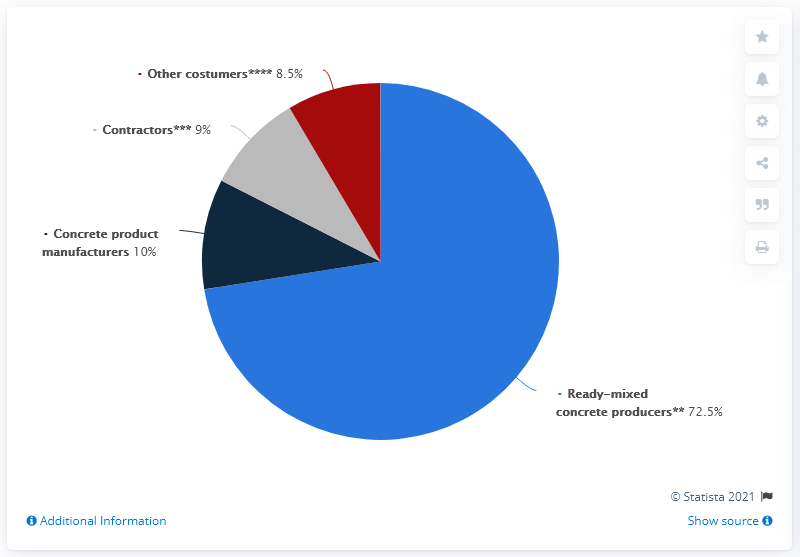 - Other costumers**** 8.5%
- Contractors*** 9%
- Concrete product
manufacturers 10%
- Ready-mixed
concrete producers** 72.5%
© Statista 2021
Additional Information
Show source